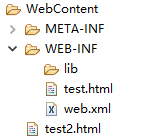 WebContent
META-INF
WEB-INF
lib
test.html
web.xml
test2.html